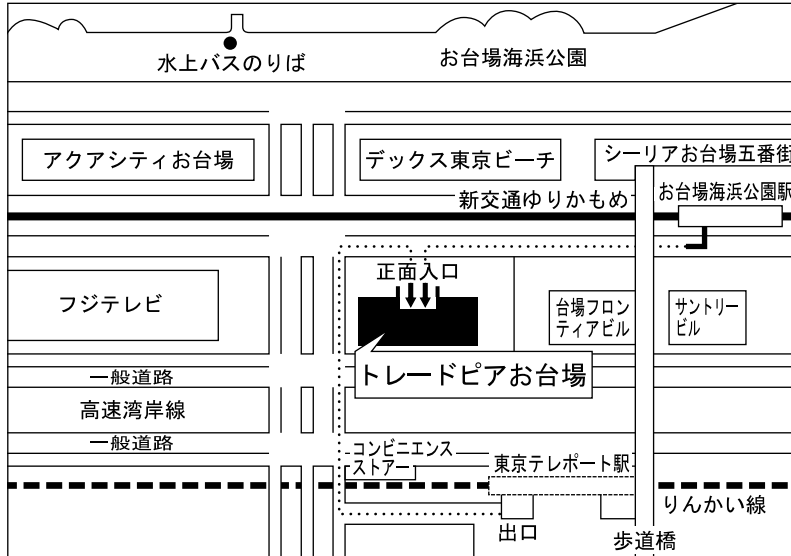 水上バスのりば
お台場海浜公園
アクアシティお台場
デックス東京ビーチ
シーリアお台場五番街
新交通ゆりかもめ
お台場海浜公園駅
正面入口
フジテレビ
台場フロン
ティアビル
サントリー
ビル
トレードピアお台場
一般道路
高速湾岸線
一般道路
コンビニエンス
ストアー
東京テレポート駅
りんかい線
出口
歩道橋